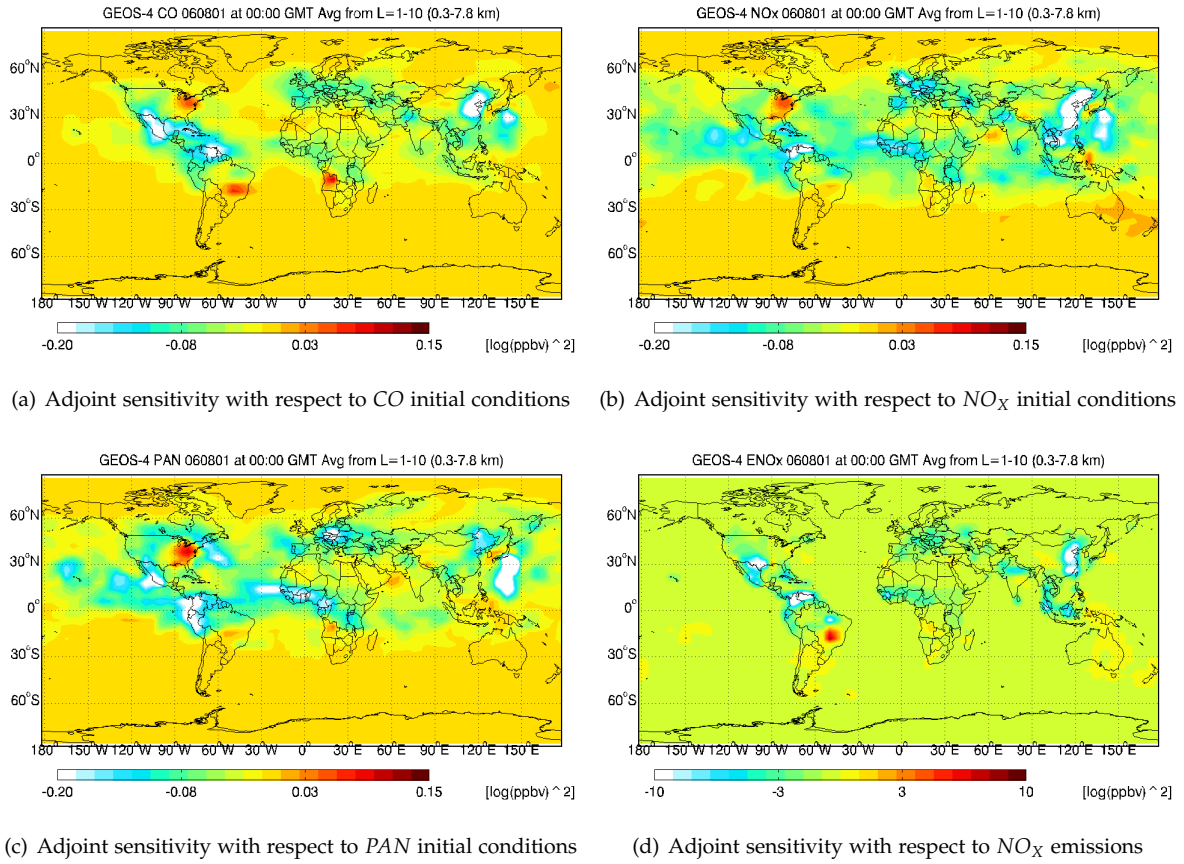 GEOS-4 CO 060801 at 00:00 GMT Avg from L=1-10 (0.3-7.8 km)
60°N
30°N
0°
30°S
60°S
180°W 150°W 120°W 90°W 60°W 30°W 0° 30°E 60°E 90°E 120°E 150°E
-0.20 -0.08 0.03 0.15 [log(ppbv)^2]
(a) Adjoint sensitivity with respect to CO initial conditions
GEOS-4 NOx 060801 at 00:00 GMT Avg from L=1-10 (0.3-7.8 km)
60°N
30°N
0°
30°S
60°S
180°W 150°W 120°W 90°W 60°W 30°W 0° 30°E 60°E 90°E 120°E 150°E
-0.20 -0.08 0.03 0.15 [log(ppbv)^2]
(b) Adjoint sensitivity with respect to NOX initial conditions
GEOS-4 PAN 060801 at 00:00 GMT Avg from L=1-10 (0.3-7.8 km)
60°N
30°N
0°
30°S
60°S
180°W 150°W 120°W 90°W 60°W 30°W 0° 30°E 60°E 90°E 120°E 150°E
-0.20 -0.08 0.03 0.15 [log(ppbv)^2]
(c) Adjoint sensitivity with respect to PAN initial conditions
GEOS-4 ENOx 060801 at 00:00 GMT Avg from L=1-10 (0.3-7.8 km)
60°N
30°N
0°
30°S
60°S
180°W 150°W 120°W 90°W 60°W 30°W 0° 30°E 60°E 90°E 120°E 150°E
-10 -3 3 10 [log(ppbv)^2]
(d) Adjoint sensitivity with respect to NOX emissions